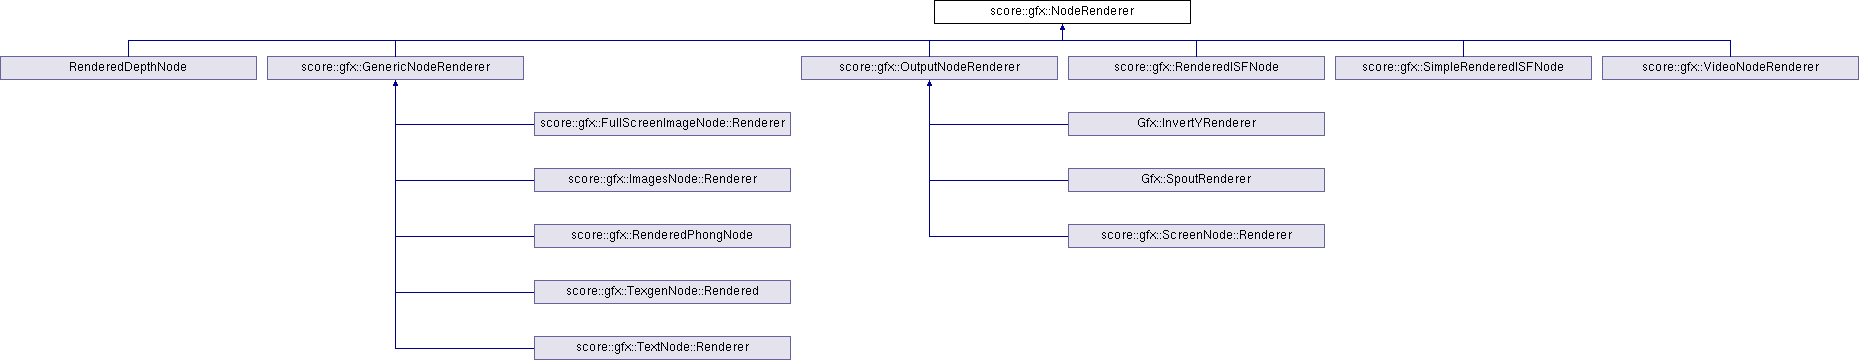 score::gfx::NodeRenderer
RenderedDepthNode
score::gfx::GenericNodeRenderer
score::gfx::OutputNodeRenderer
score::gfx::RenderedISFNode
score::gfx::SimpleRenderedISFNode
score::gfx::VideoNodeRenderer
score::gfx::FullScreenImageNode::Renderer
Gfx::InvertYRenderer
score::gfx::ImagesNode::Renderer
Gfx::SpoutRenderer
score::gfx::RenderedPhongNode
score::gfx::ScreenNode::Renderer
score::gfx::TexgenNode::Rendered
score::gfx::TextNode::Renderer